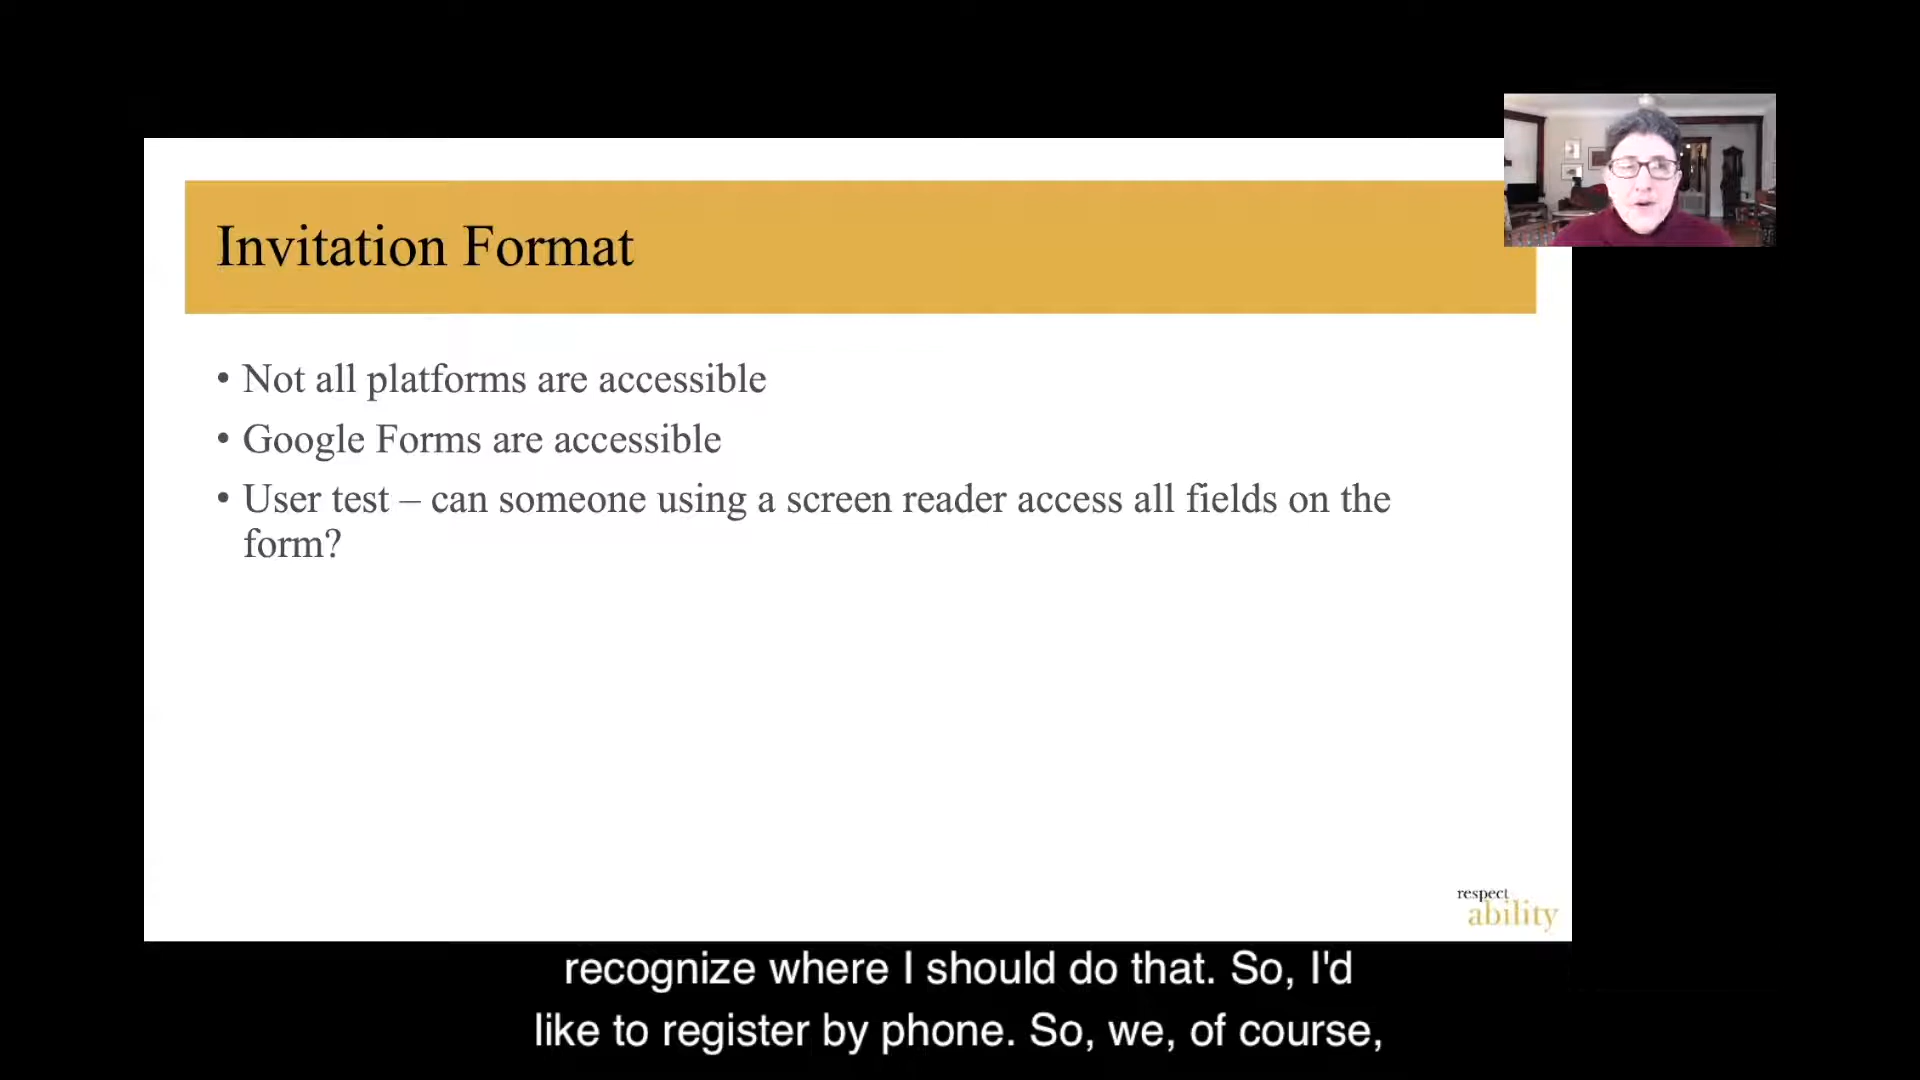 Invitation Format
• Not all platforms are accessible
• Google Forms are accessible
• User test – can someone using a screen reader access all fields on the
form?
respect
ability
recognize where I should do that. So, I'd
like to register by phone. So, we, of course,